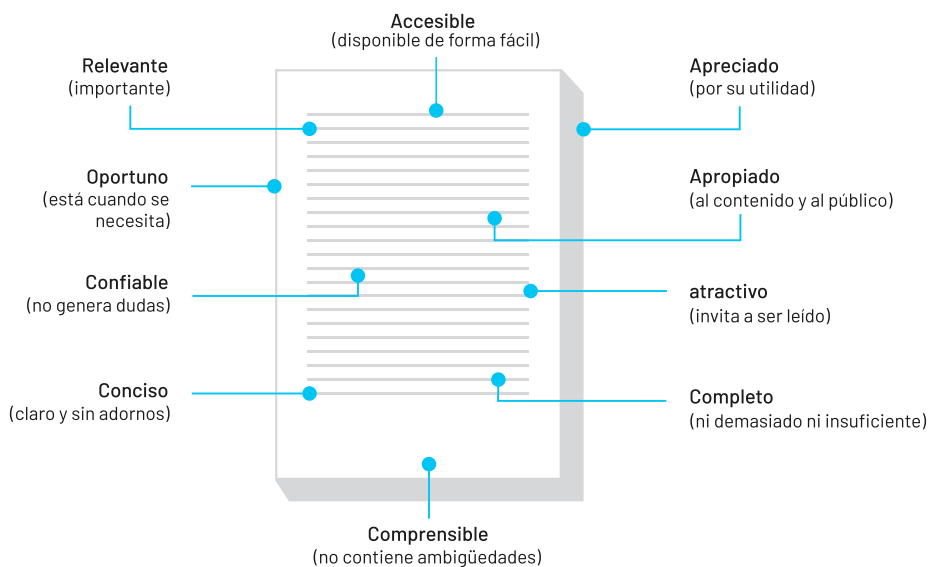 Accesible
(disponible de forma fácil)
Relevante
(importante)
Apreciado
(por su utilidad)
Oportuno
(está cuando se
necesita)
Apropiado
(al contenido y al público)
Confiable
(no genera dudas)
atractivo
(invita a ser leído)
Conciso
(claro y sin adornos)
Completo
(ni demasiado ni insuficiente)
Comprensible
(no contiene ambigüedades)